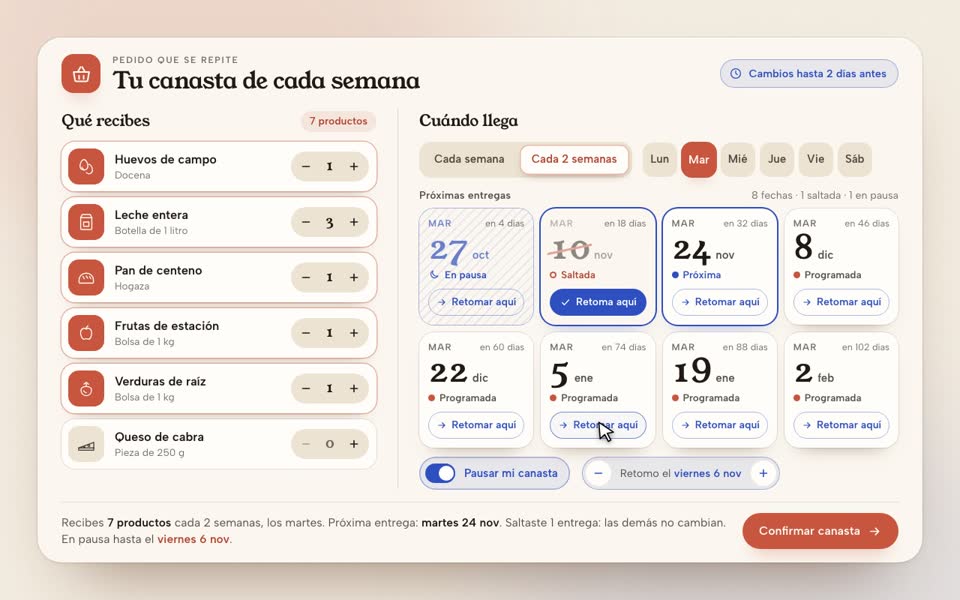 PEDIDO QUE SE REPITE
Tu canasta de cada semana
Cambios hasta 2 días antes
Qué recibes
7 productos
Huevos de campo
Docena
− 1 +
Leche entera
Botella de 1 litro
− 3 +
Pan de centeno
Hogaza
− 1 +
Frutas de estación
Bolsa de 1 kg
− 1 +
Verduras de raíz
Bolsa de 1 kg
− 1 +
Queso de cabra
Pieza de 250 g
− 0 +
Cuándo llega
Cada semana Cada 2 semanas Lun Mar Mié Jue Vie Sáb
Próximas entregas 8 fechas · 1 saltada · 1 en pausa
MAR en 4 días
27 oct
En pausa
→ Retomar aquí
MAR en 18 días
10 nov
Saltada
✓ Retoma aquí
MAR en 32 días
24 nov
Próxima
→ Retomar aquí
MAR en 46 días
8 dic
Programada
→ Retomar aquí
MAR en 60 días
22 dic
Programada
→ Retomar aquí
MAR en 74 días
5 ene
Programada
→ Retomar aquí
MAR en 88 días
19 ene
Programada
→ Retomar aquí
MAR en 102 días
2 feb
Programada
→ Retomar aquí
Pausar mi canasta
− Retomo el viernes 6 nov +
Recibes 7 productos cada 2 semanas, los martes. Próxima entrega: martes 24 nov. Saltaste 1 entrega: las demás no cambian.
En pausa hasta el viernes 6 nov.
Confirmar canasta →